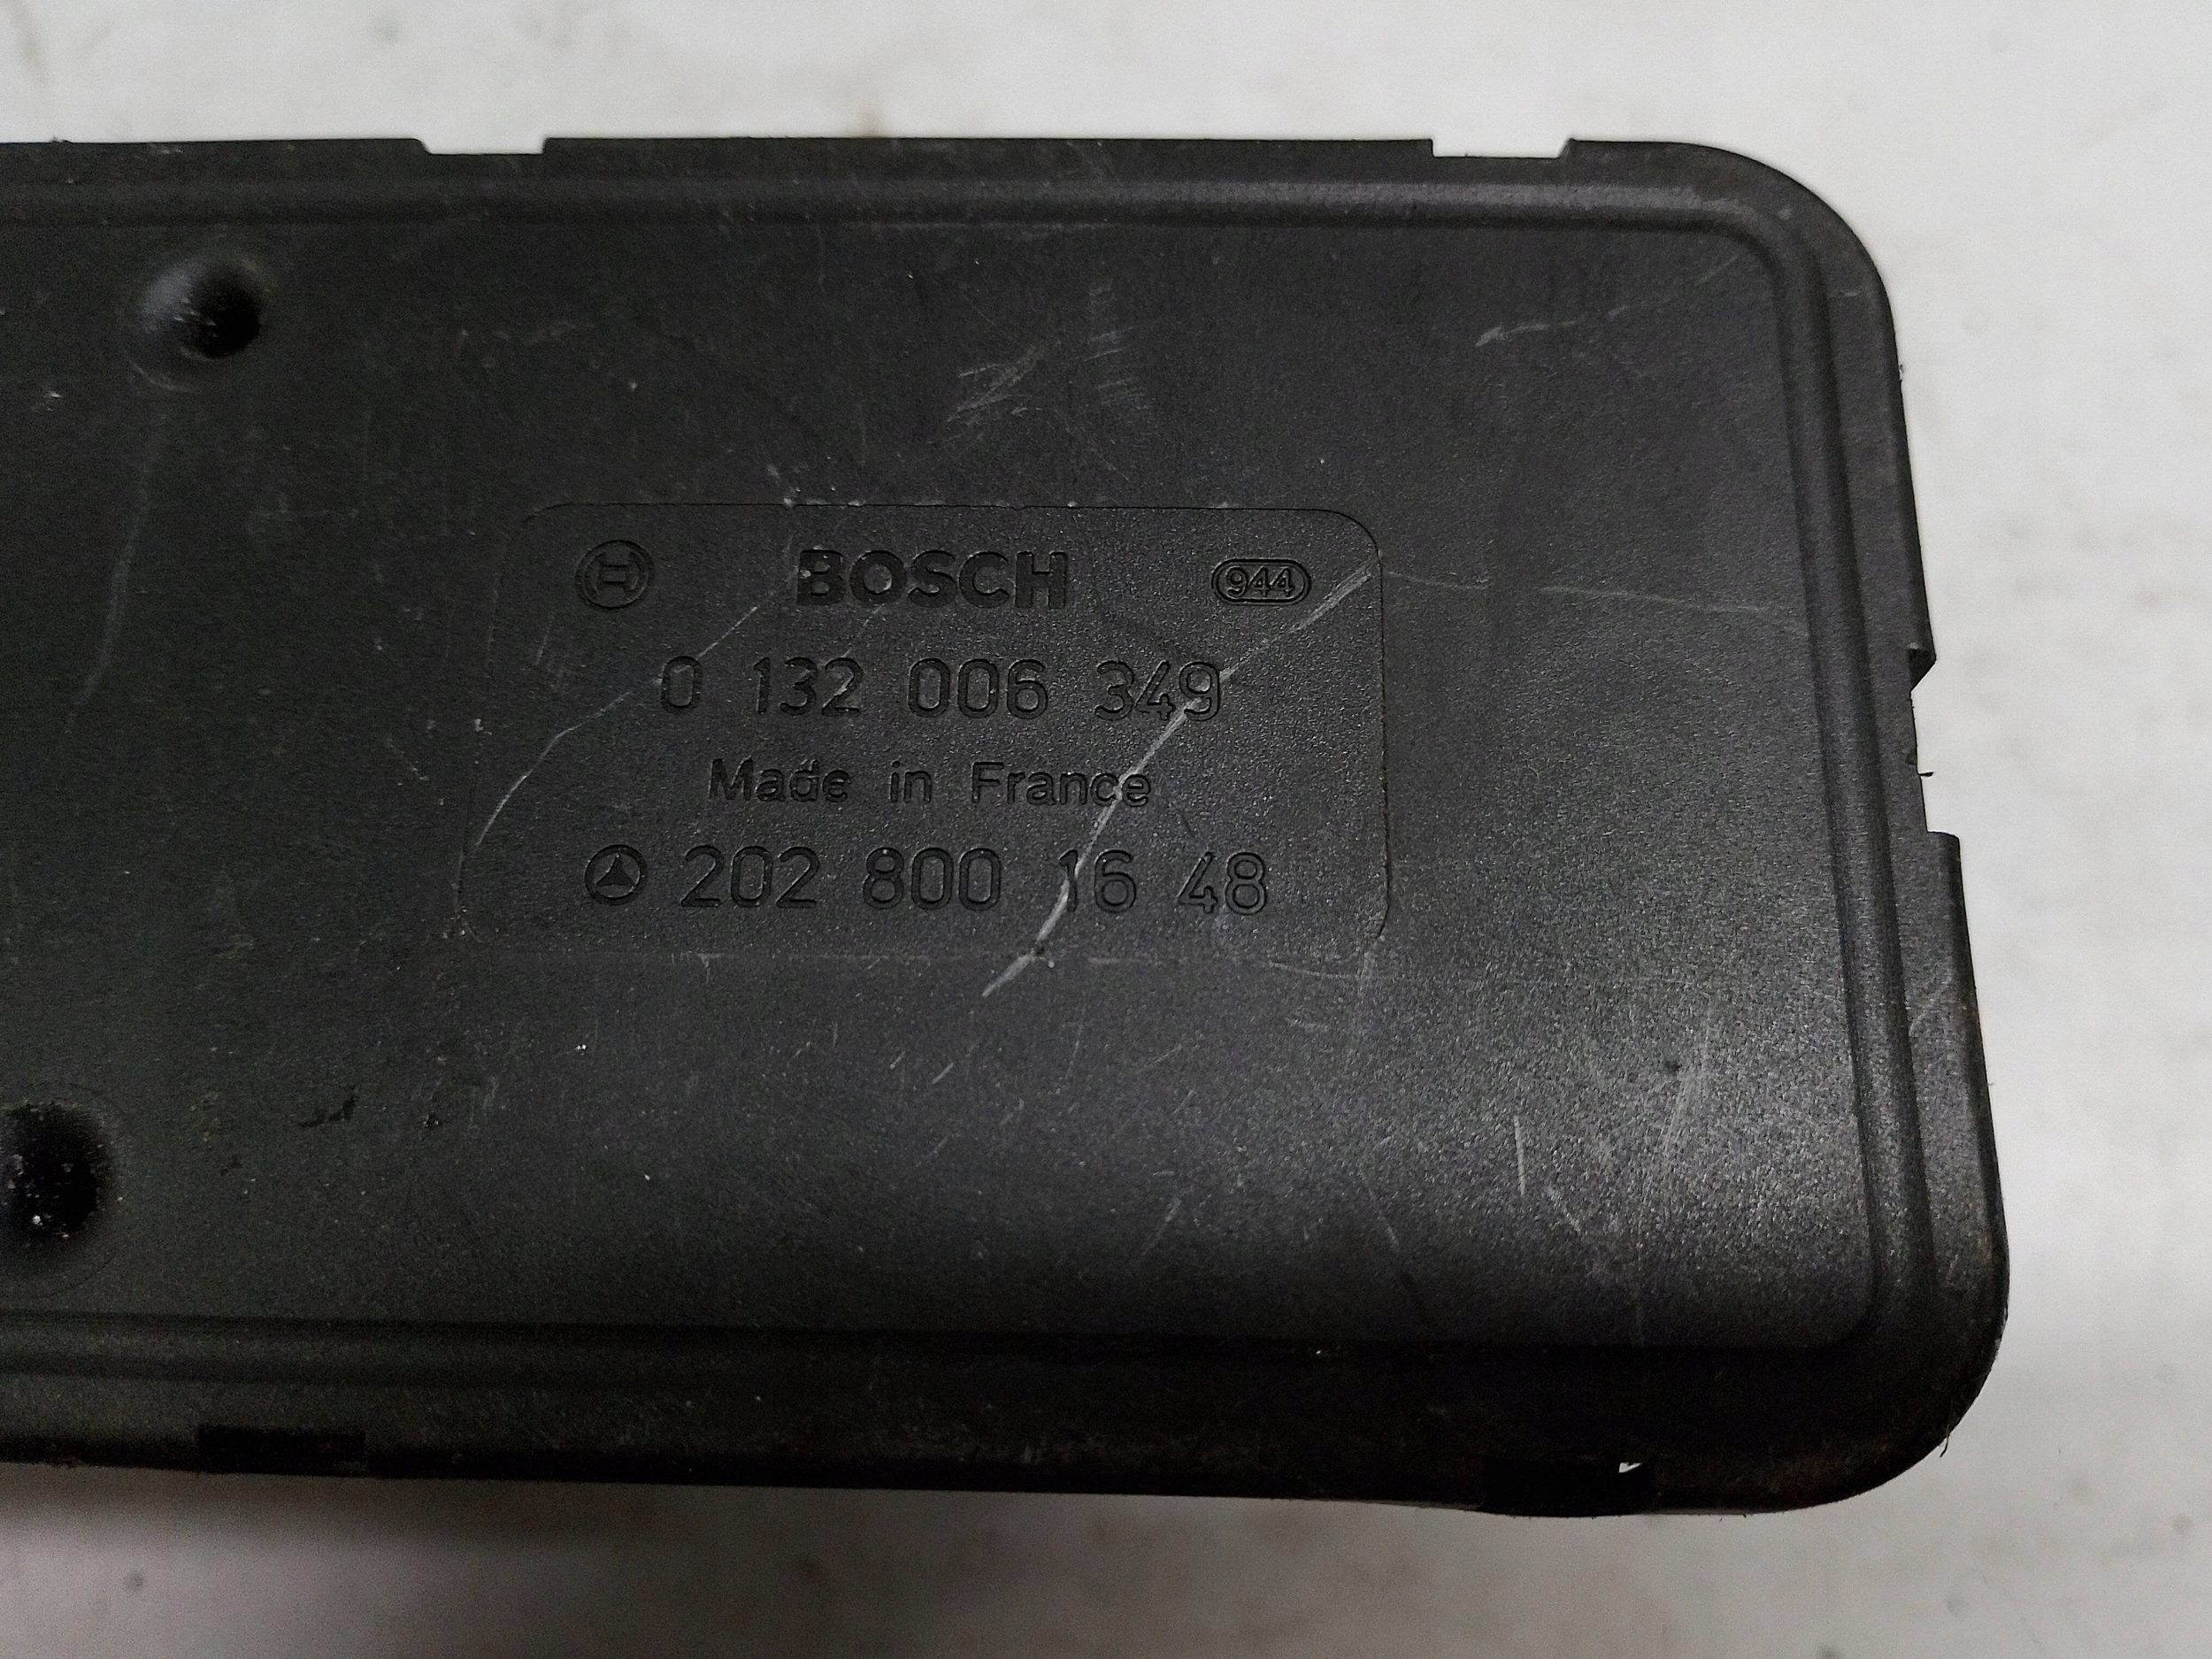 BOSCH 944
0 132 006 349
Made in France
202 800 16 48